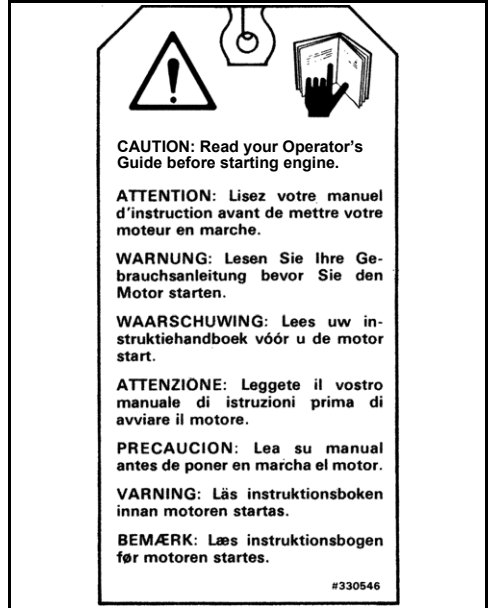 CAUTION: Read your Operator's
Guide before starting engine.
ATTENTION: Lisez votre manuel
d'instruction avant de mettre votre
moteur en marche.
WARNUNG: Lesen Sie Ihre Ge-
brauchsanleitung bevor Sie den
Motor starten.
WAARSCHUWING: Lees uw in-
struktiehandboek vóór u de motor
start.
ATTENZIONE: Leggete il vostro
manuale di istruzioni prima di
avviare il motore.
PRECAUCION: Lea su manual
antes de poner en marcha el motor.
VARNING: Läs instruktionsboken
innan motoren startas.
BEMÆRK: Læs instruktionsbogen
før motoren startes.
#330546